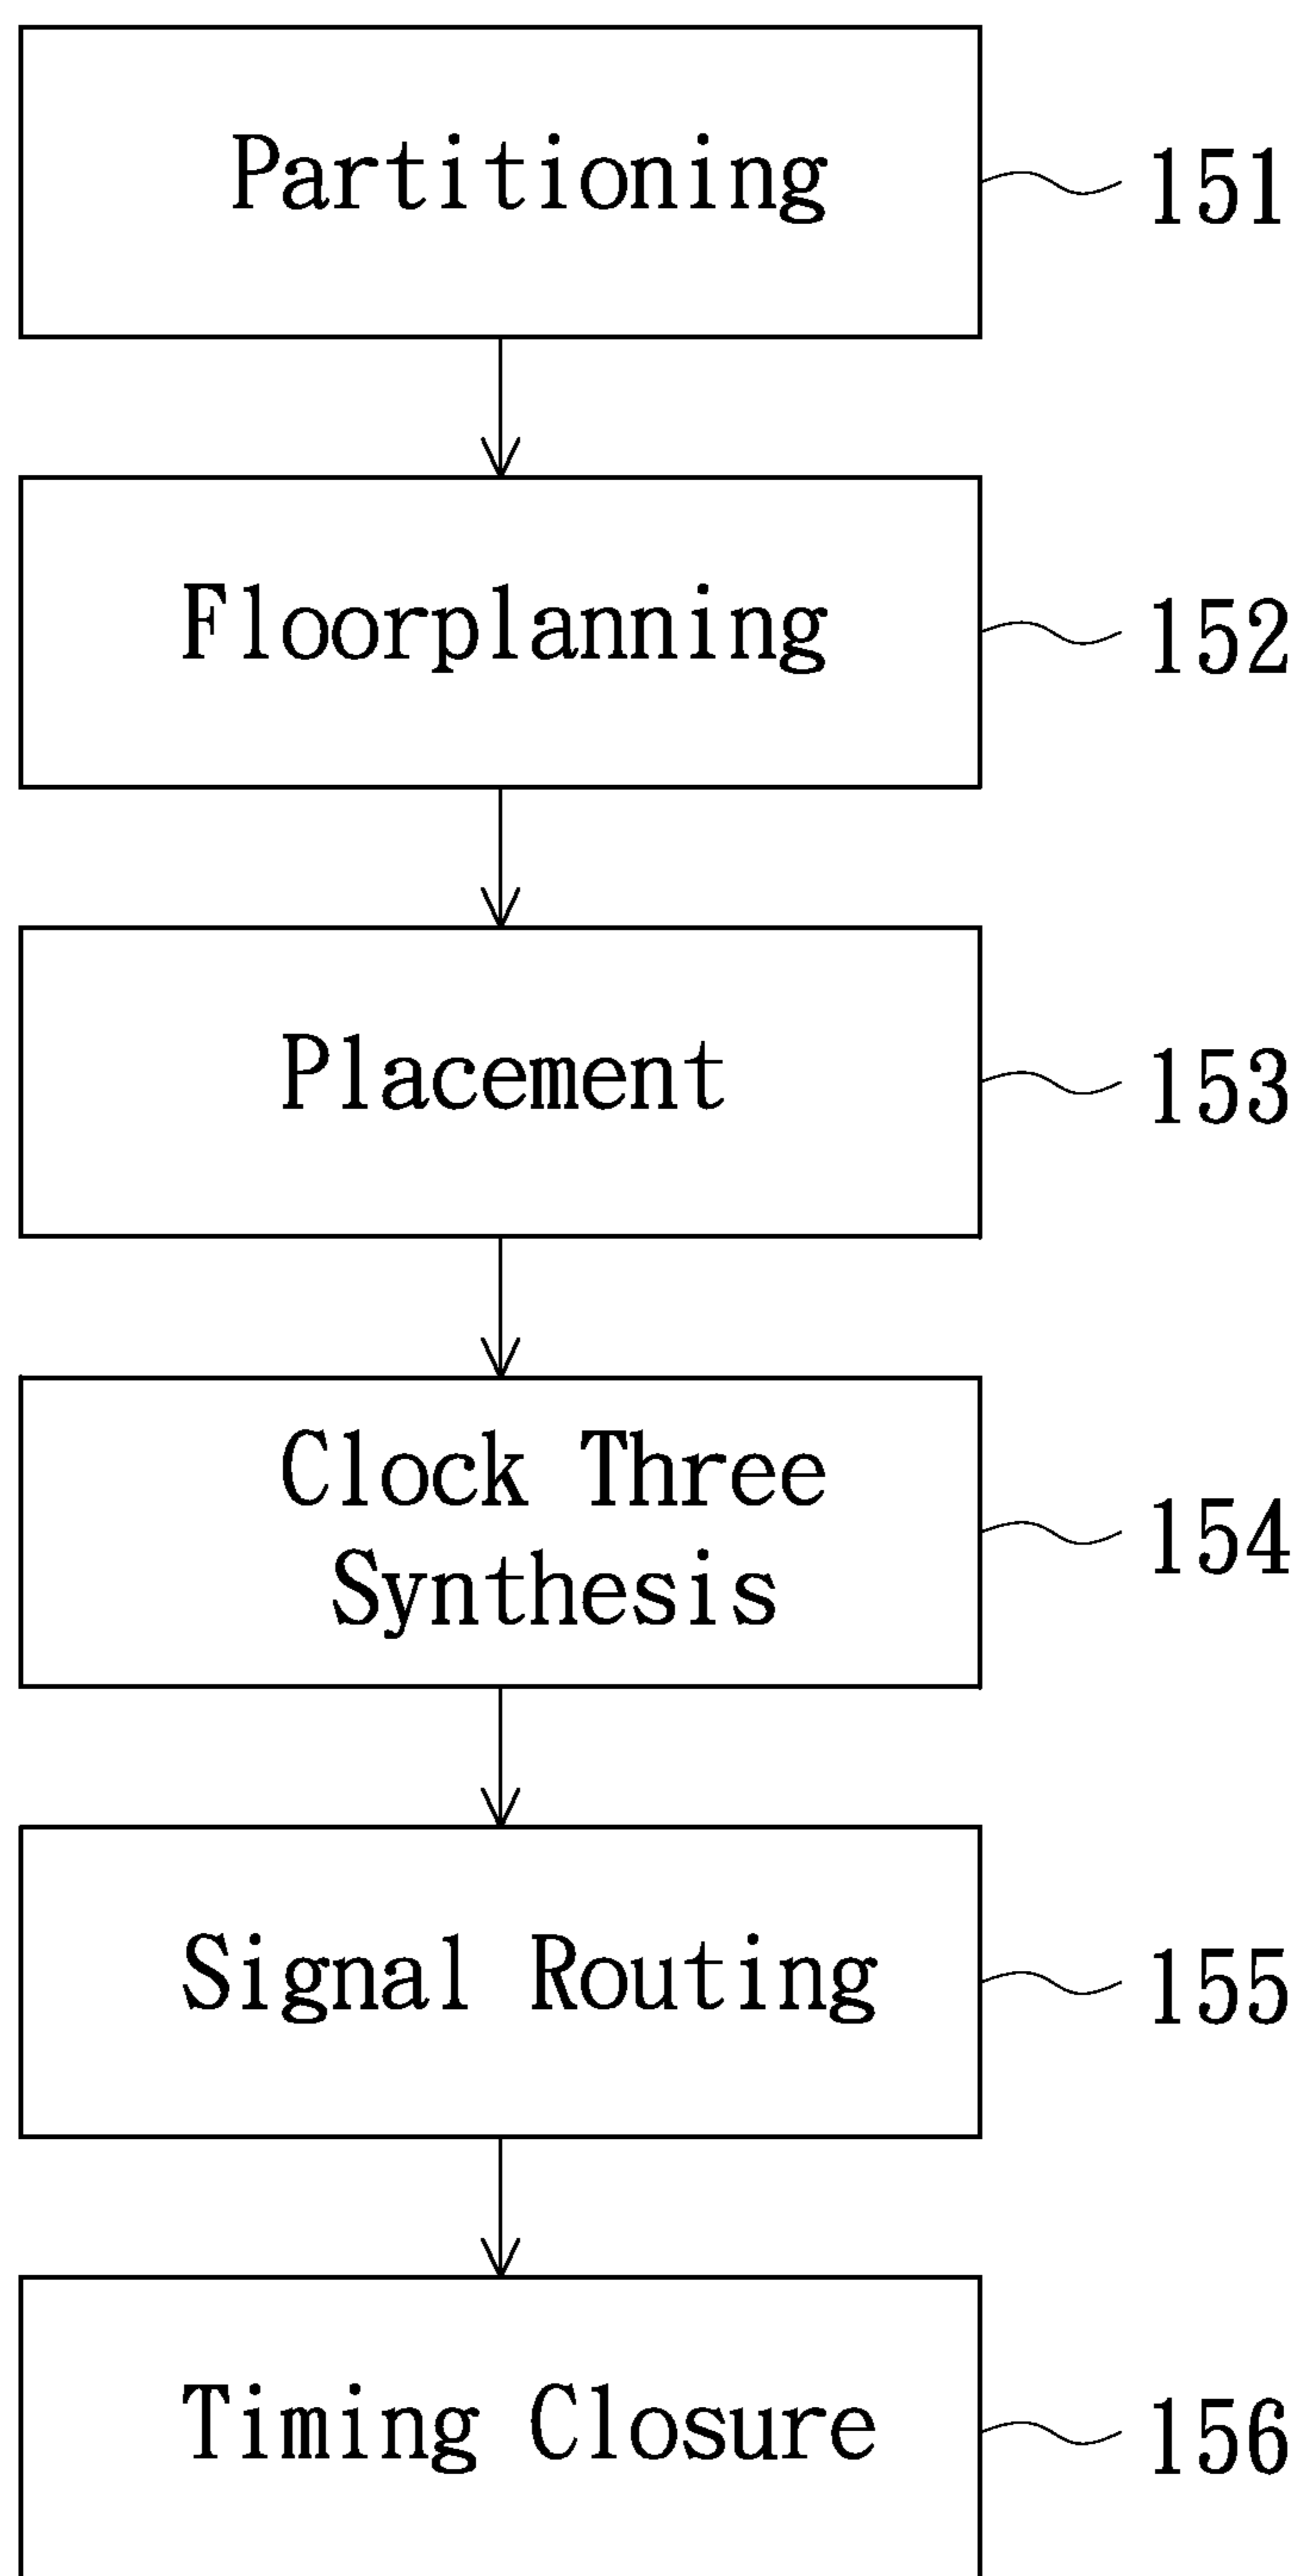 Partitioning
151
Floorplanning
152
Placement
153
Clock Three
Synthesis
154
Signal Routing
155
Timing Closure
156